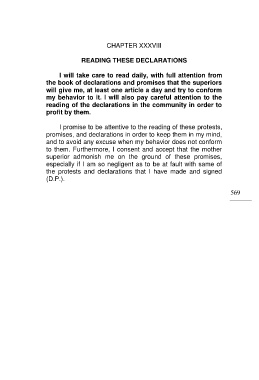 CHAPTER XXXVIII
READING THESE DECLARATIONS
I will take care to read daily, with full attention from
the book of declarations and promises that the superiors
will give me, at least one article a day and try to conform
my behavior to it. I will also pay careful attention to the
reading of the declarations in the community in order to
profit by them.
I promise to be attentive to the reading of these protests,
promises, and declarations in order to keep them in my mind,
and to avoid any excuse when my behavior does not conform
to them. Furthermore, I consent and accept that the mother
superior admonish me on the ground of these promises,
especially if I am so negligent as to be at fault with same of
the protests and declarations that I have made and signed
(D.P.).
569